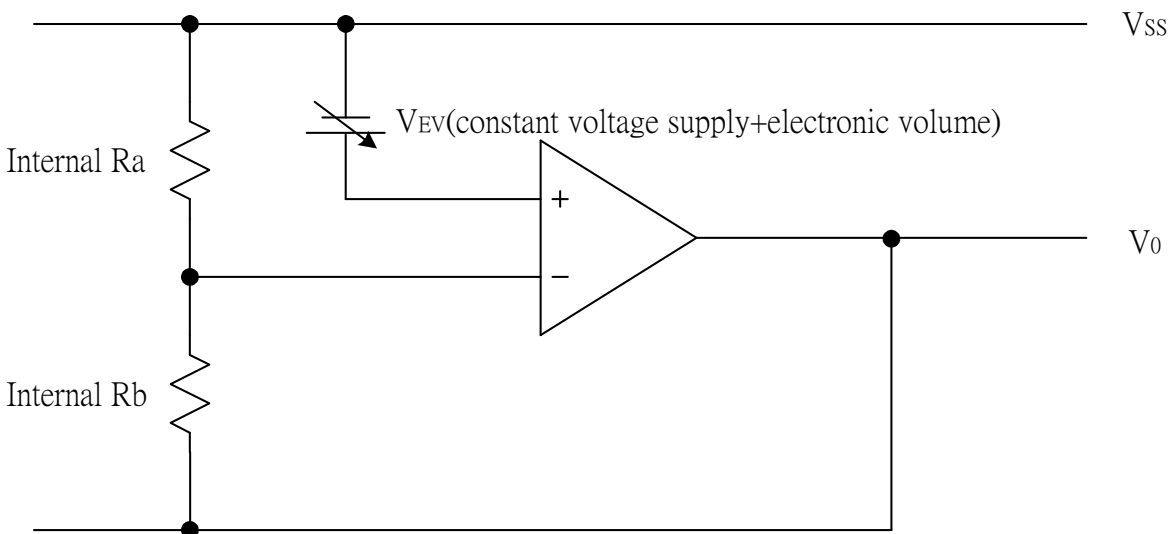 VSS
VEV(constant voltage supply+electronic volume)
Internal Ra
+
V0
−
Internal Rb